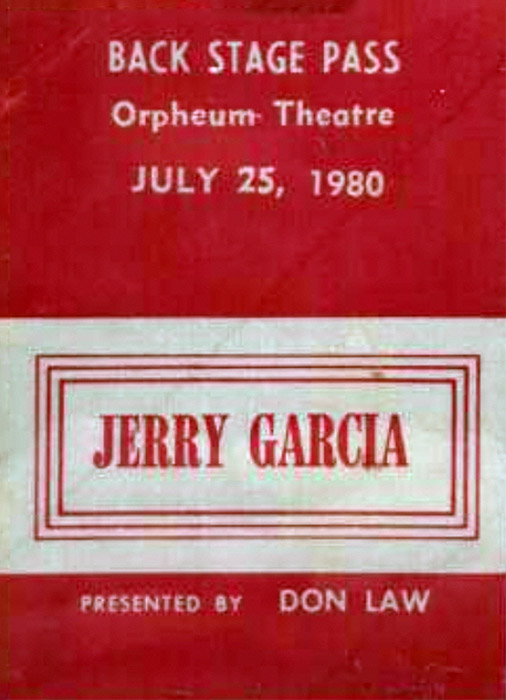 BACK STAGE PASS
Orpheum Theatre
JULY 25, 1980
JERRY GARCIA
PRESENTED BY DON LAW